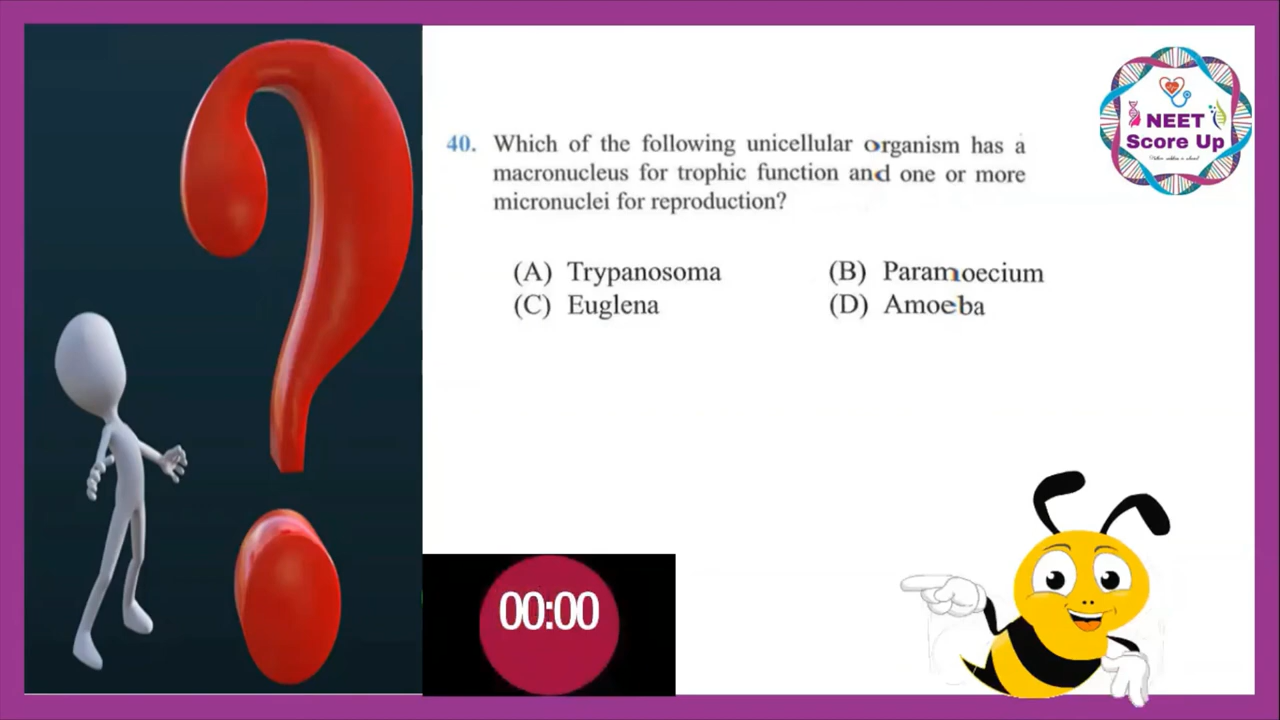 40. Which of the following unicellular organism has a
macronucleus for trophic function and one or more
micronuclei for reproduction?
(A) Trypanosoma (B) Paramoecium
(C) Euglena (D) Amoeba
NEET
Score Up
00:00